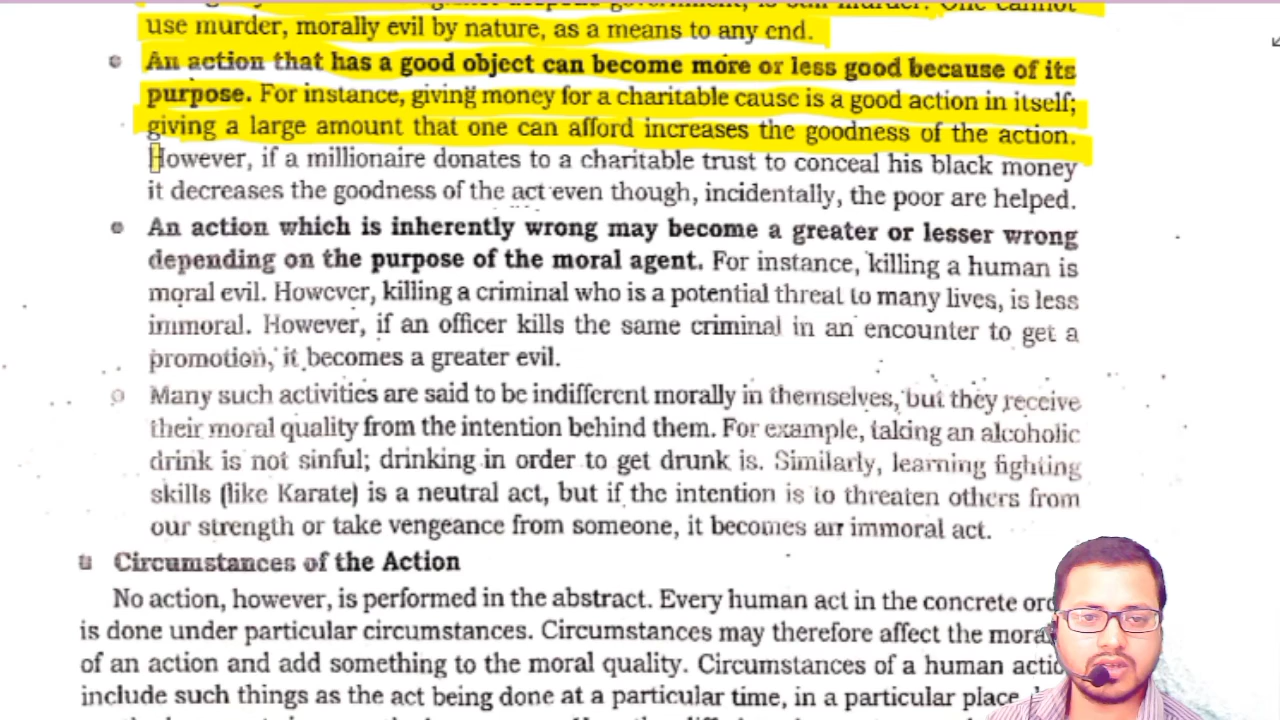 use murder, morally evil by nature, as a means to any end.
An action that has a good object can become more or less good because of its
purpose. For instance, giving money for a charitable cause is a good action in itself;
giving a large amount that one can afford increases the goodness of the action.
However, if a millionaire donates to a charitable trust to conceal his black money
it decreases the goodness of the act even though, incidentally, the poor are helped.
An action which is inherently wrong may become a greater or lesser wrong
depending on the purpose of the moral agent. For instance, killing a human is
moral evil. However, killing a criminal who is a potential threat to many lives, is less
immoral. However, if an officer kills the same criminal in an encounter to get a
promotion, it becomes a greater evil.
Many such activities are said to be indifferent morally in themselves, but they receive
their moral quality from the intention behind them. For example, taking an alcoholic
drink is not sinful; drinking in order to get drunk is. Similarly, learning fighting
skills (like Karate) is a neutral act, but if the intention is to threaten others from
our strength or take vengeance from someone, it becomes an immoral act.
Circumstances of the Action
No action, however, is performed in the abstract. Every human act in the concrete
is done under particular circumstances. Circumstances may therefore affect the
of an action and add something to the moral quality. Circumstances of a human
include such things as the act being done at a particular time, in a particular place